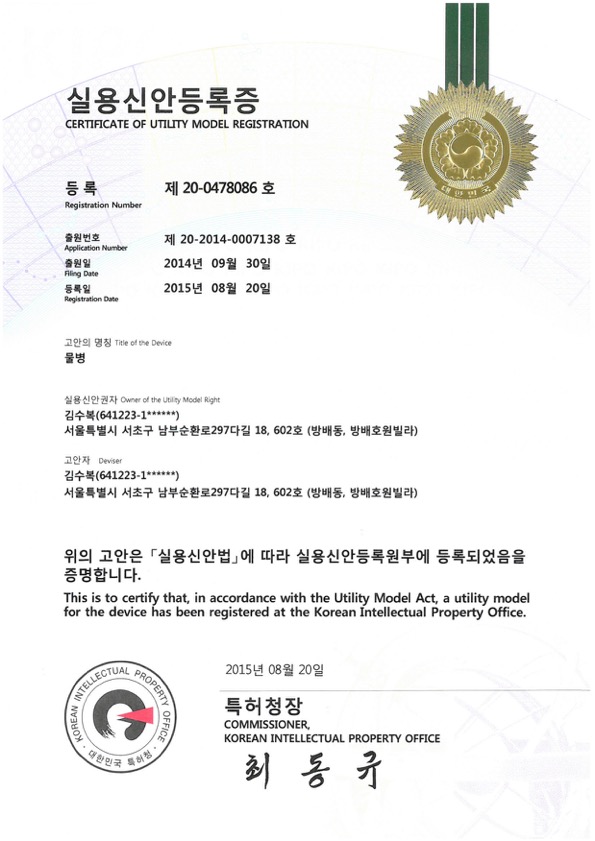 실용신안등록증
CERTIFICATE OF UTILITY MODEL REGISTRATION
대한민국
등록 제 20-0478086 호
Registration Number
출원번호 제 20-2014-0007138 호
Application Number
출원일 2014년 09월 30일
Filing Date
등록일 2015년 08월 20일
Registration Date
고안의 명칭 Title of the Device
물병
실용신안권자 Owner of the Utility Model Right
김수복(641223-1******)
서울특별시 서초구 남부순환로297다길 18, 602호 (방배동, 방배호원빌라)
고안자 Deviser
김수복(641223-1******)
서울특별시 서초구 남부순환로297다길 18, 602호 (방배동, 방배호원빌라)
위의 고안은 「실용신안법」에 따라 실용신안등록원부에 등록되었음을
증명합니다.
This is to certify that, in accordance with the Utility Model Act, a utility model
for the device has been registered at the Korean Intellectual Property Office.
2015년 08월 20일
특허청장
COMMISSIONER,
KOREAN INTELLECTUAL PROPERTY OFFICE
최동규
KOREAN INTELLECTUAL PROPERTY OFFICE
· 대한민국 특허청 ·